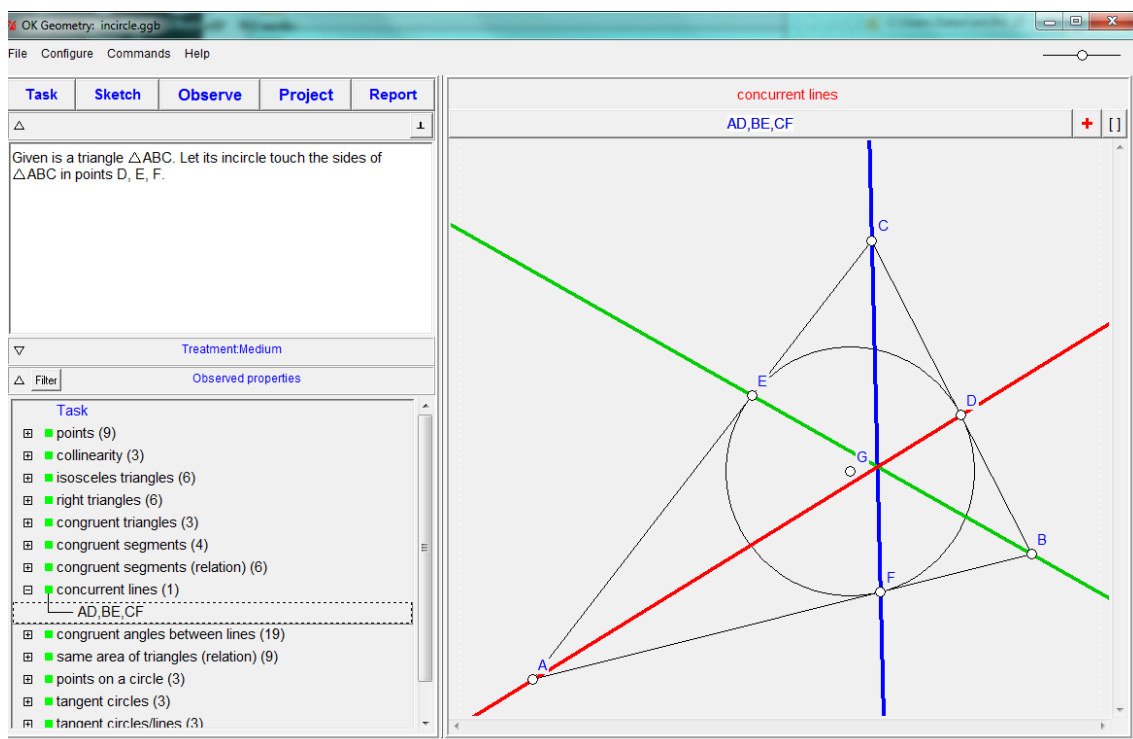 OK Geometry: incircle.ggb
File Configure Commands Help
Task Sketch Observe Project Report
Given is a triangle △ABC. Let its incircle touch the sides of
△ABC in points D, E, F.
Treatment:Medium
Filter Observed properties
Task
points (9)
collinearity (3)
isosceles triangles (6)
right triangles (6)
congruent triangles (3)
congruent segments (4)
congruent segments (relation) (6)
concurrent lines (1)
AD,BE,CF
congruent angles between lines (19)
same area of triangles (relation) (9)
points on a circle (3)
tangent circles (3)
tangent circles/lines (3)
concurrent lines
AD,BE,CF + [ ]
C
E
D
G
B
F
A